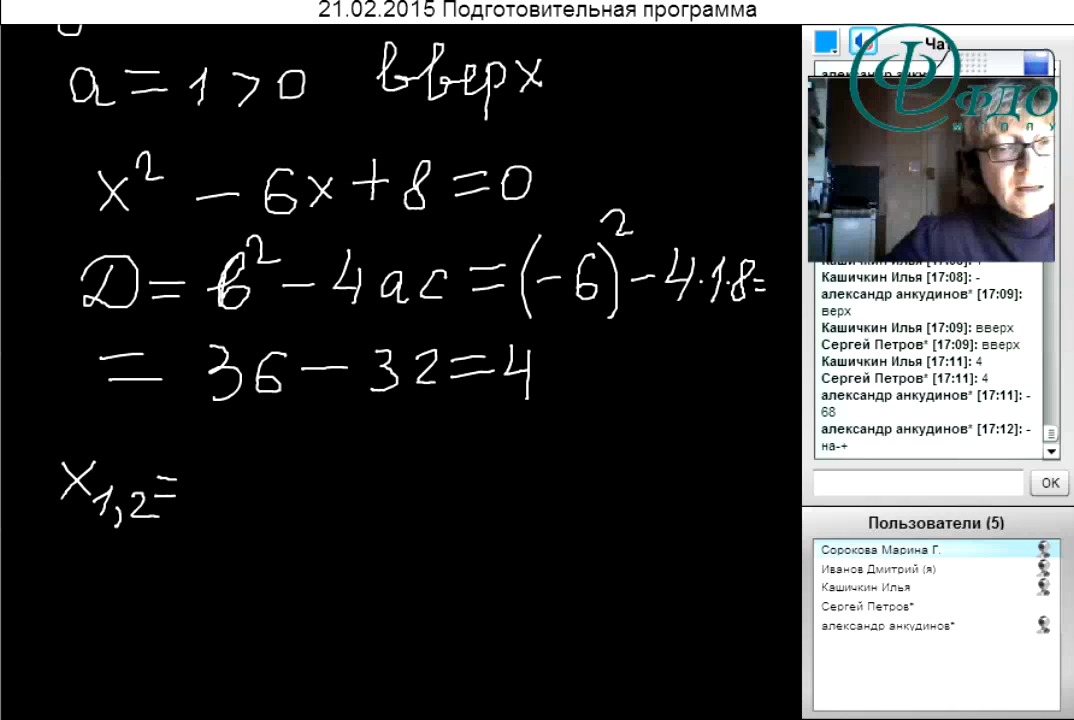 21.02.2015 Подготовительная программа
a = 1 > 0 вверх
x² − 6x + 8 = 0
Д = в² − 4ac = (−6)² − 4·1·8 =
= 36 − 32 = 4
x₁,₂ =
Чат
ФДО
Кашичкин Илья [17:08]: -
александр анкудинов* [17:09]:
верх
Кашичкин Илья [17:09]: вверх
Сергей Петров* [17:09]: вверх
Кашичкин Илья [17:11]: 4
Сергей Петров* [17:11]: 4
александр анкудинов* [17:11]: -
68
александр анкудинов* [17:12]: -
на-+
OK
Пользователи (5)
Сорокова Марина Г.
Иванов Дмитрий (я)
Кашичкин Илья
Сергей Петров*
александр анкудинов*